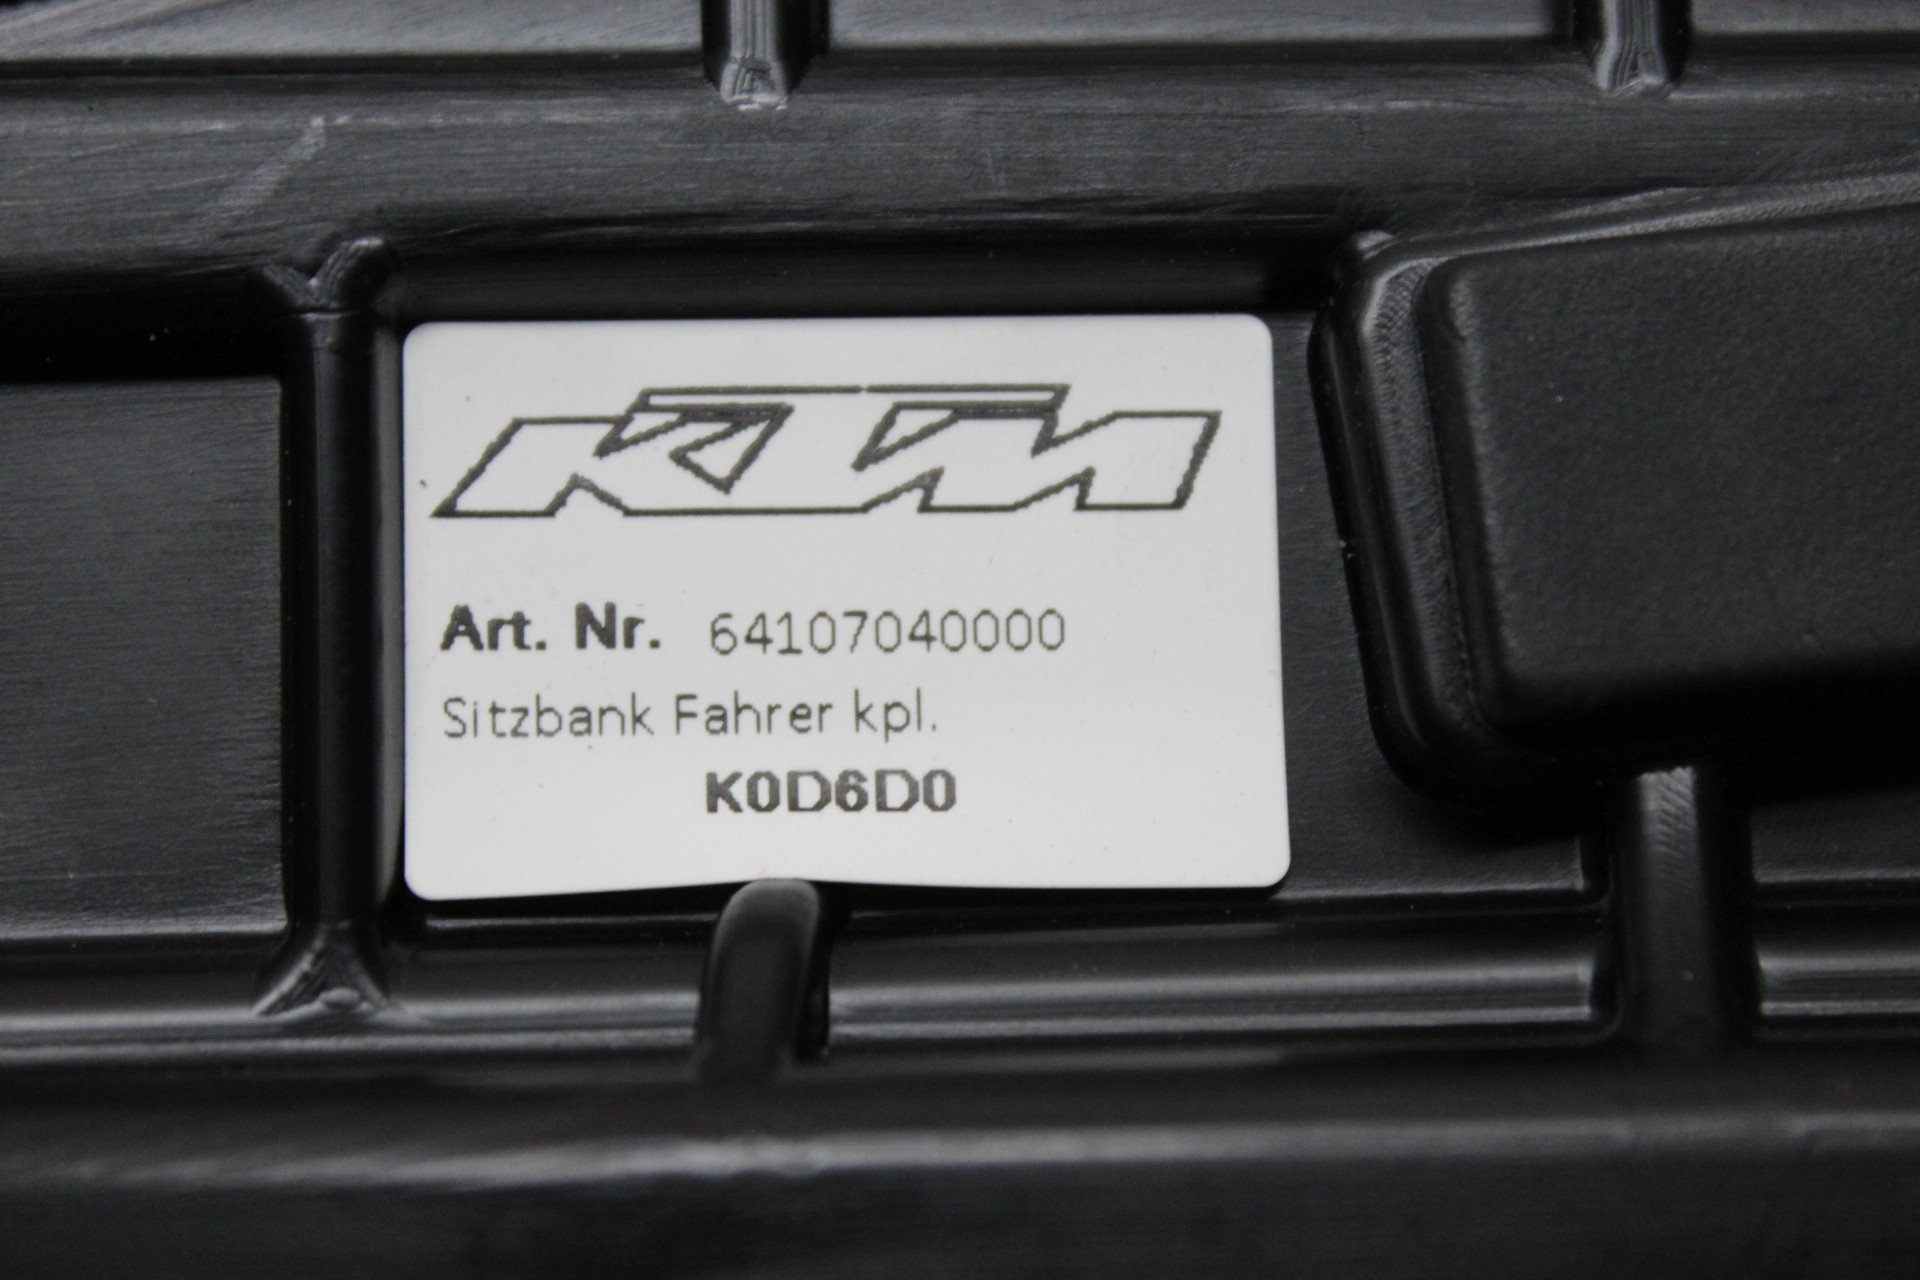 KTM
Art. Nr. 64107040000
Sitzbank Fahrer kpl.
K0D6D0